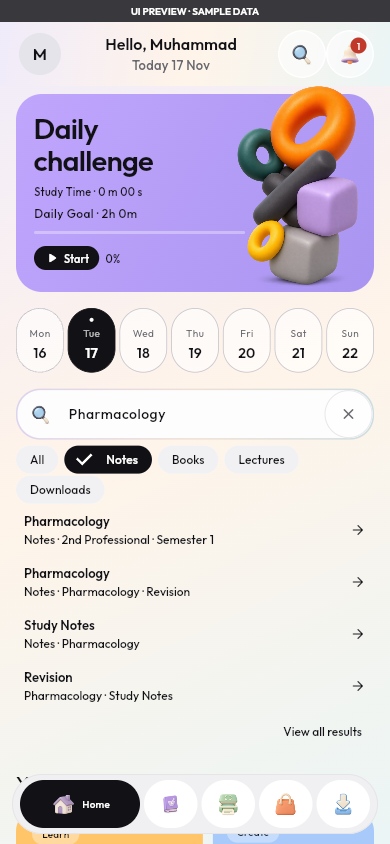 UI PREVIEW · SAMPLE DATA
M
Hello, Muhammad
Today 17 Nov
1
Daily
challenge
Study Time · 0 m 00 s
Daily Goal · 2h 0m
Start 0%
Mon Tue Wed Thu Fri Sat Sun
16 17 18 19 20 21 22
Pharmacology
All Notes Books Lectures
Downloads
Pharmacology
Notes · 2nd Professional · Semester 1
Pharmacology
Notes · Pharmacology · Revision
Study Notes
Notes · Pharmacology
Revision
Pharmacology · Study Notes
View all results
Home
Learn Create